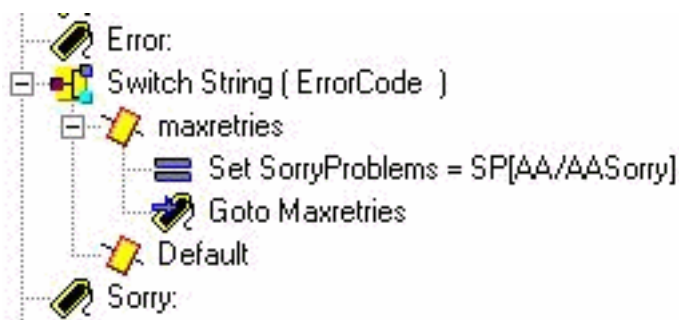 Error:
Switch String ( ErrorCode )
maxretries
Set SorryProblems = SP[AA/AASorry]
Goto Maxretries
Default
Sorry: